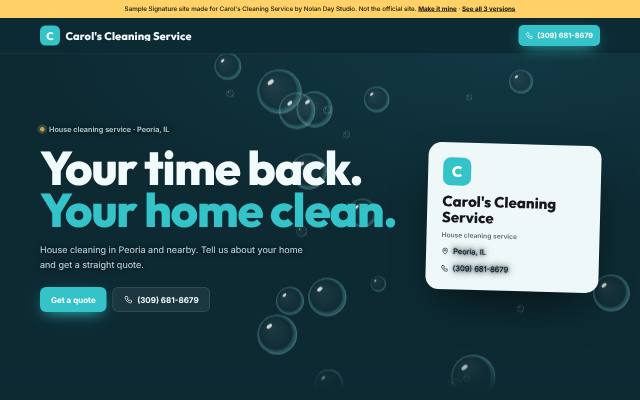 Sample Signature site made for Carol's Cleaning Service by Nolan Day Studio. Not the official site. Make it mine · See all 3 versions
C Carol's Cleaning Service
(309) 681-8679
House cleaning service · Peoria, IL
Your time back.
Your home clean.
House cleaning in Peoria and nearby. Tell us about your home
and get a straight quote.
Get a quote
(309) 681-8679
C
Carol's Cleaning
Service
House cleaning service
Peoria, IL
(309) 681-8679